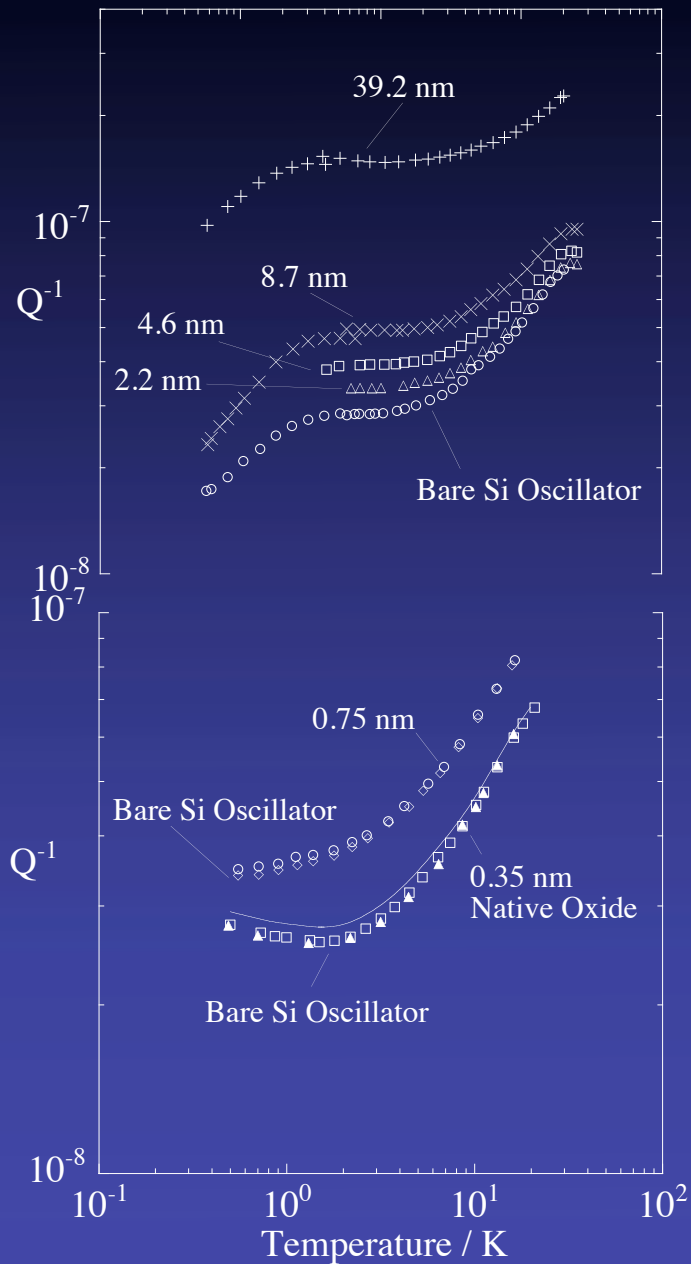 39.2 nm
10-7
8.7 nm
Q-1
4.6 nm
2.2 nm
Bare Si Oscillator
10-8
10-7
0.75 nm
Bare Si Oscillator
Q-1
0.35 nm
Native Oxide
Bare Si Oscillator
10-8
10-1 100 101 102
Temperature / K